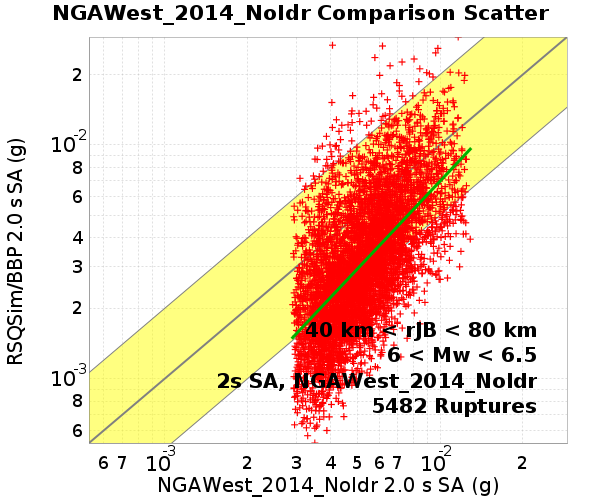 NGAWest_2014_NoIdr Comparison Scatter
RSQSim/BBP 2.0 s SA (g)
2
10-2
8
6
4
3
2
10-3
8
6
40 km < rJB < 80 km
6 < Mw < 6.5
2s SA, NGAWest_2014_NoIdr
5482 Ruptures
6 7 10-3 2 3 4 5 6 7 10-2 2
NGAWest_2014_NoIdr 2.0 s SA (g)